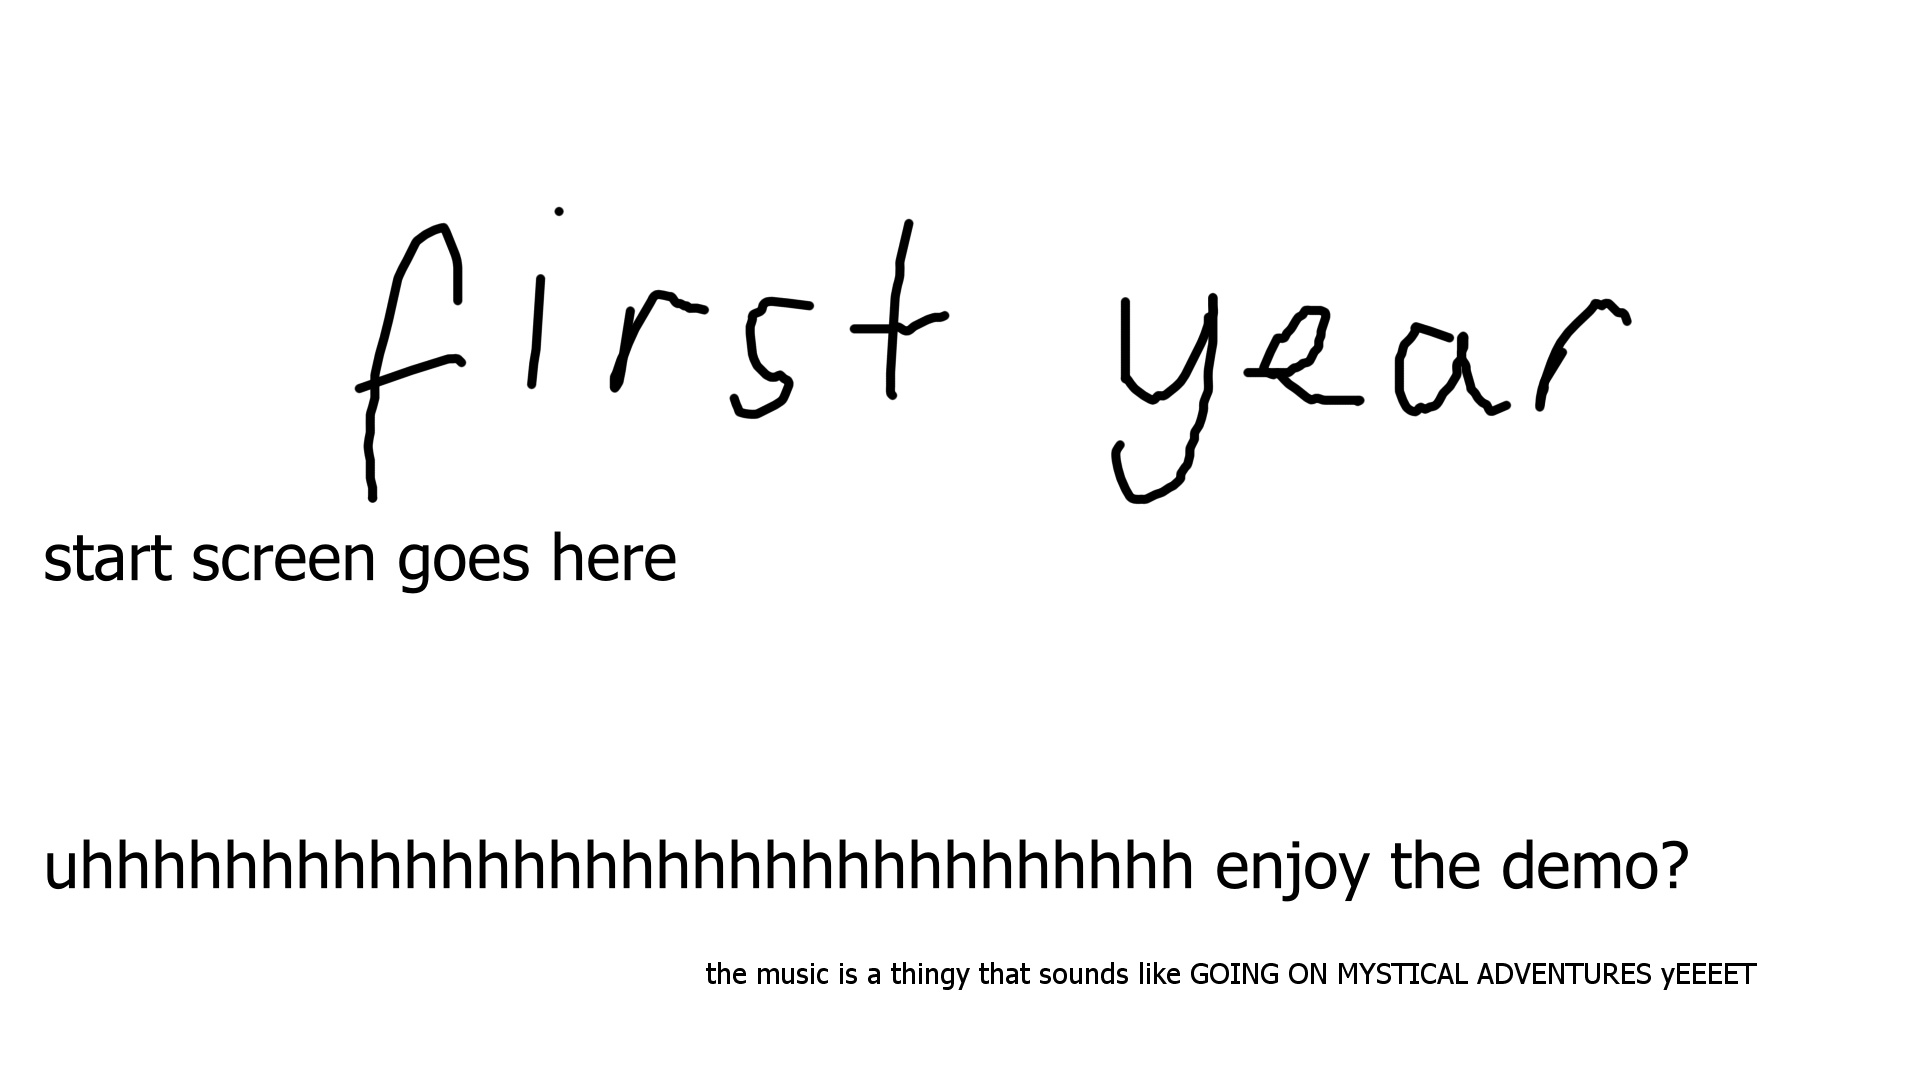 first year
start screen goes here
uhhhhhhhhhhhhhhhhhhhhhhhhhhhhhhh enjoy the demo?
the music is a thingy that sounds like GOING ON MYSTICAL ADVENTURES yEEEET